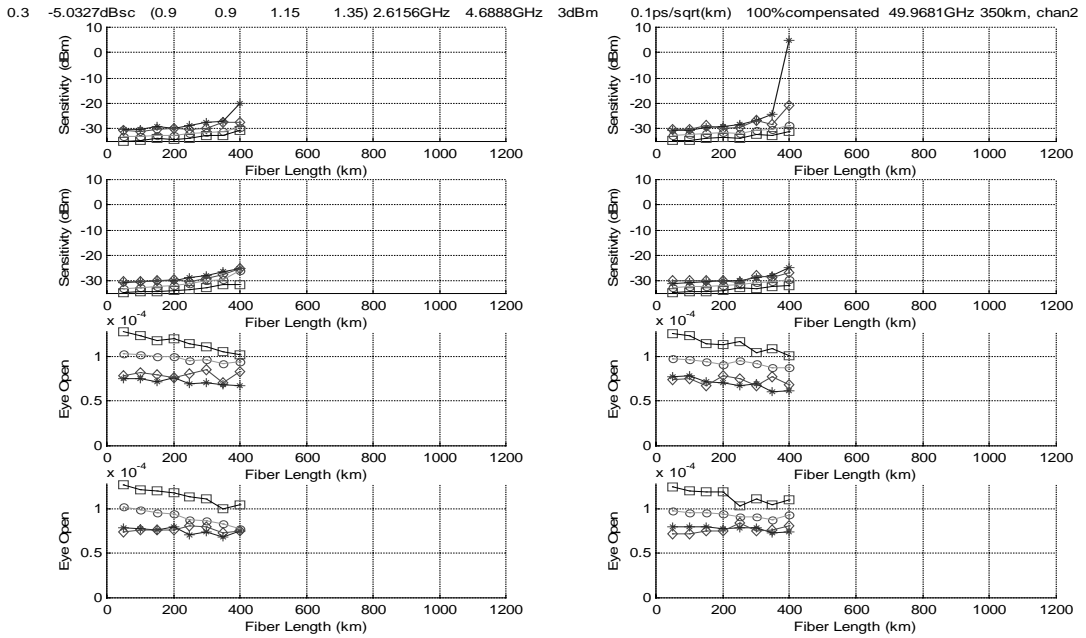 0.3 -5.0327dBsc (0.9 0.9 1.15 1.35) 2.6156GHz 4.6888GHz 3dBm 0.1ps/sqrt(km) 100%compensated 49.9681GHz 350km, chan2
Sensitivity (dBm)
10
0
-10
-20
-30
0 200 400 600 800 1000 1200
Fiber Length (km)
Sensitivity (dBm)
10
0
-10
-20
-30
0 200 400 600 800 1000 1200
Fiber Length (km)
Sensitivity (dBm)
10
0
-10
-20
-30
0 200 400 600 800 1000 1200
Fiber Length (km)
Sensitivity (dBm)
10
0
-10
-20
-30
0 200 400 600 800 1000 1200
Fiber Length (km)
x 10^-4
Eye Open
1
0.5
0
0 200 400 600 800 1000 1200
Fiber Length (km)
x 10^-4
Eye Open
1
0.5
0
0 200 400 600 800 1000 1200
Fiber Length (km)
x 10^-4
Eye Open
1
0.5
0
0 200 400 600 800 1000 1200
Fiber Length (km)
x 10^-4
Eye Open
1
0.5
0
0 200 400 600 800 1000 1200
Fiber Length (km)